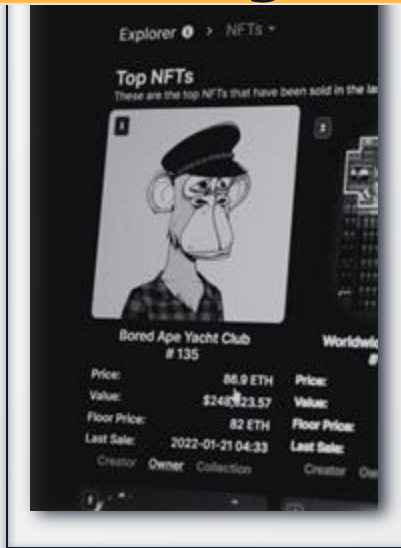 Explorer > NFTs
Top NFTs
These are the top NFTs that have been sold in the
1
2
Bored Ape Yacht Club
#135
Price: 86.9 ETH
Value:
Floor Price: 82 ETH
Last Sale: 2022-01-21 04:33
Creator Owner Collection
Worldwi
#
Price:
Value:
Floor Price:
Last Sale:
Creator